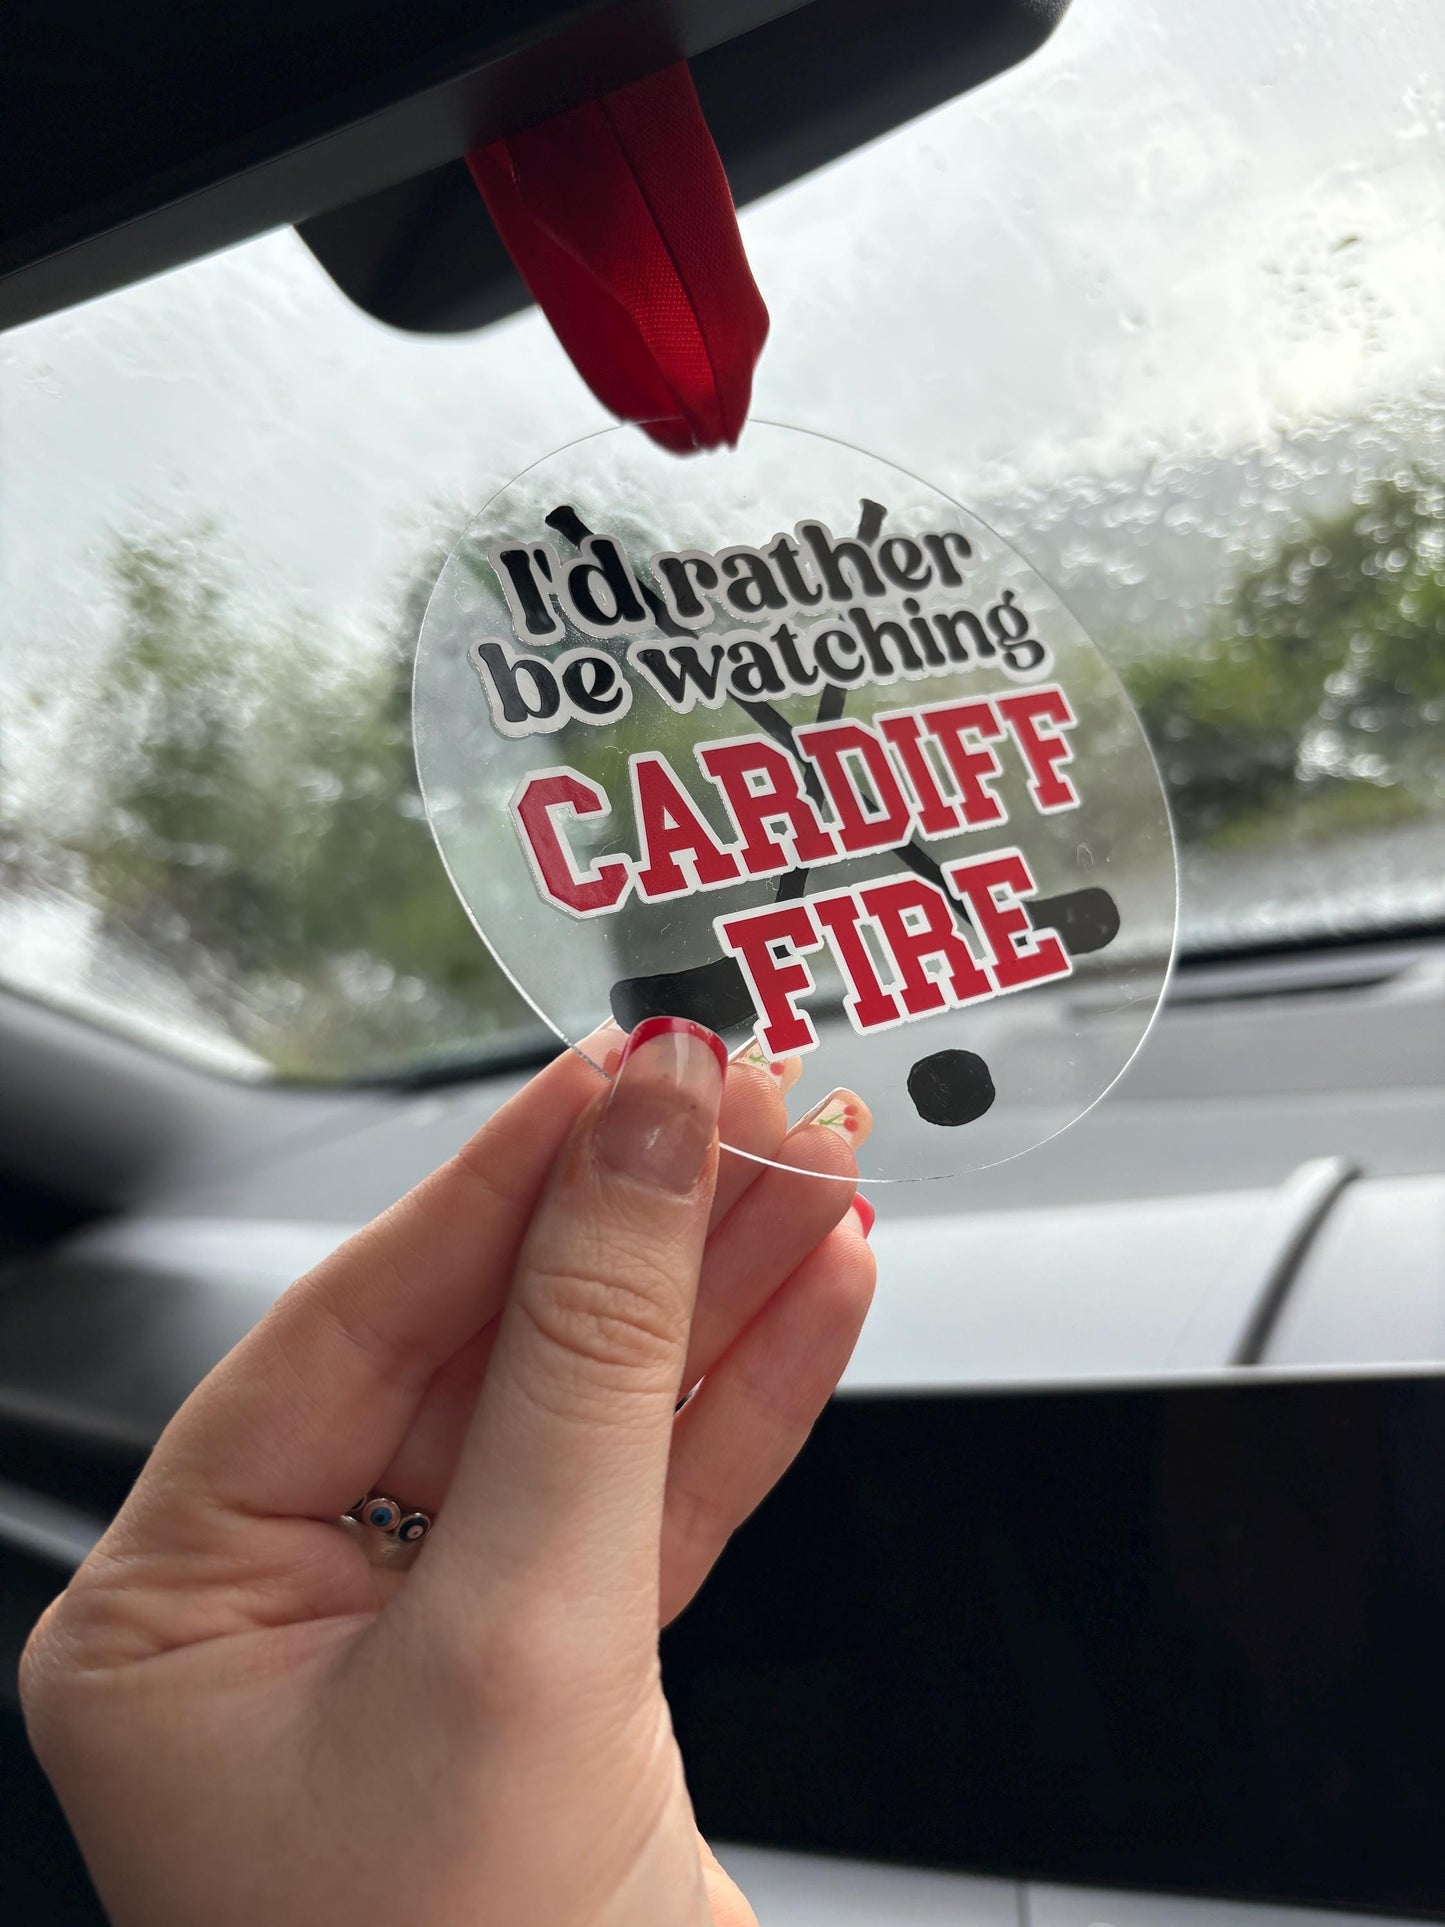 I'd rather
be watching
CARDIFF
FIRE